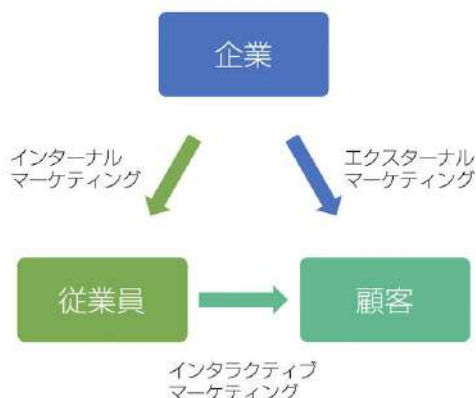 企業
インターナル
マーケティング
エクスターナル
マーケティング
従業員
顧客
インタラクティブ
マーケティング